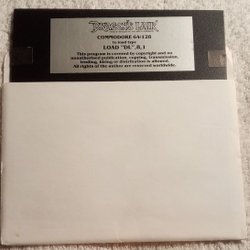 DRAGON'S LAIR
COMMODORE 64/128
to load type
LOAD "DL",8,1
This program is covered by copyright and no
unauthorised publication, copying, transmission,
lending, hiring or distribution is allowed.
All rights of the author are reserved worldwide.